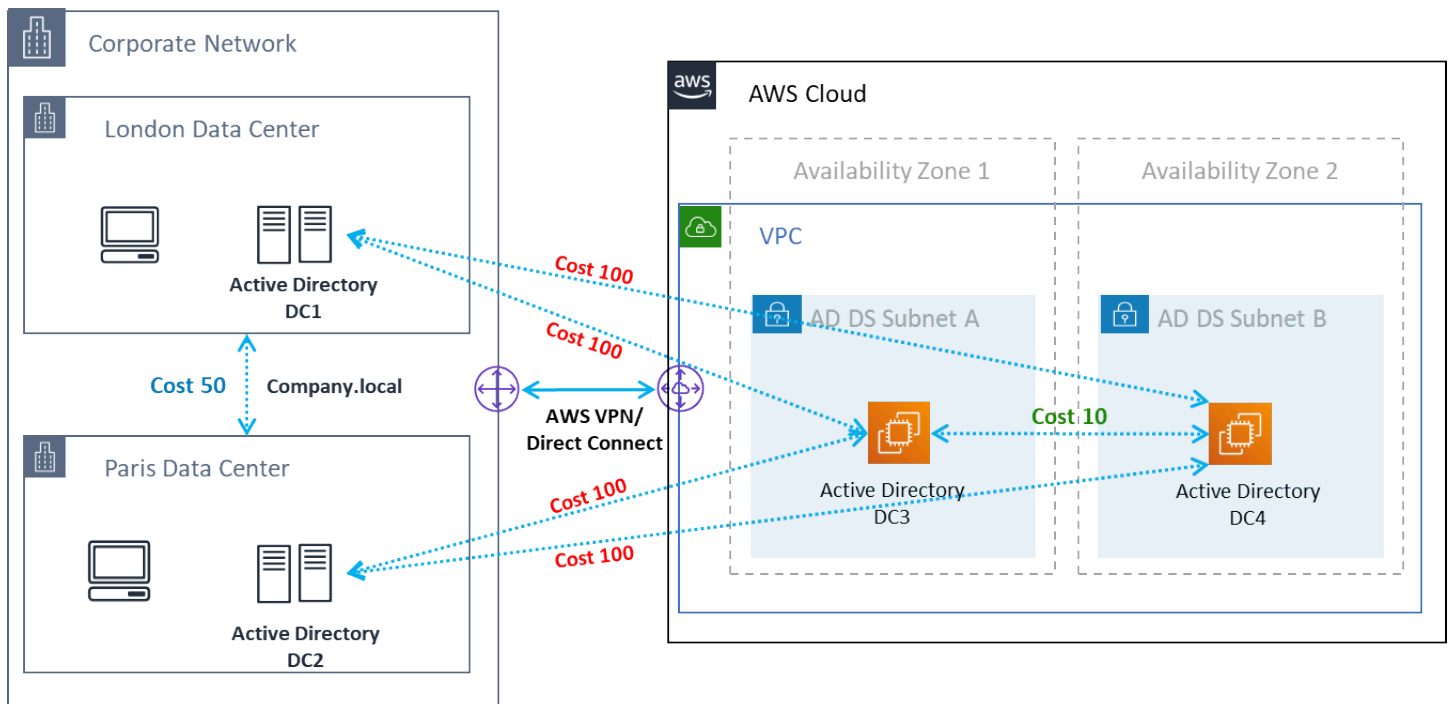 Corporate Network
London Data Center
Active Directory
DC1
Cost 50
Company.local
Paris Data Center
Active Directory
DC2
Cost 100
Cost 100
Cost 100
Cost 100
AWS VPN/
Direct Connect
aws
AWS Cloud
Availability Zone 1
Availability Zone 2
VPC
AD DS Subnet A
AD DS Subnet B
Cost 10
Active Directory
DC3
Active Directory
DC4